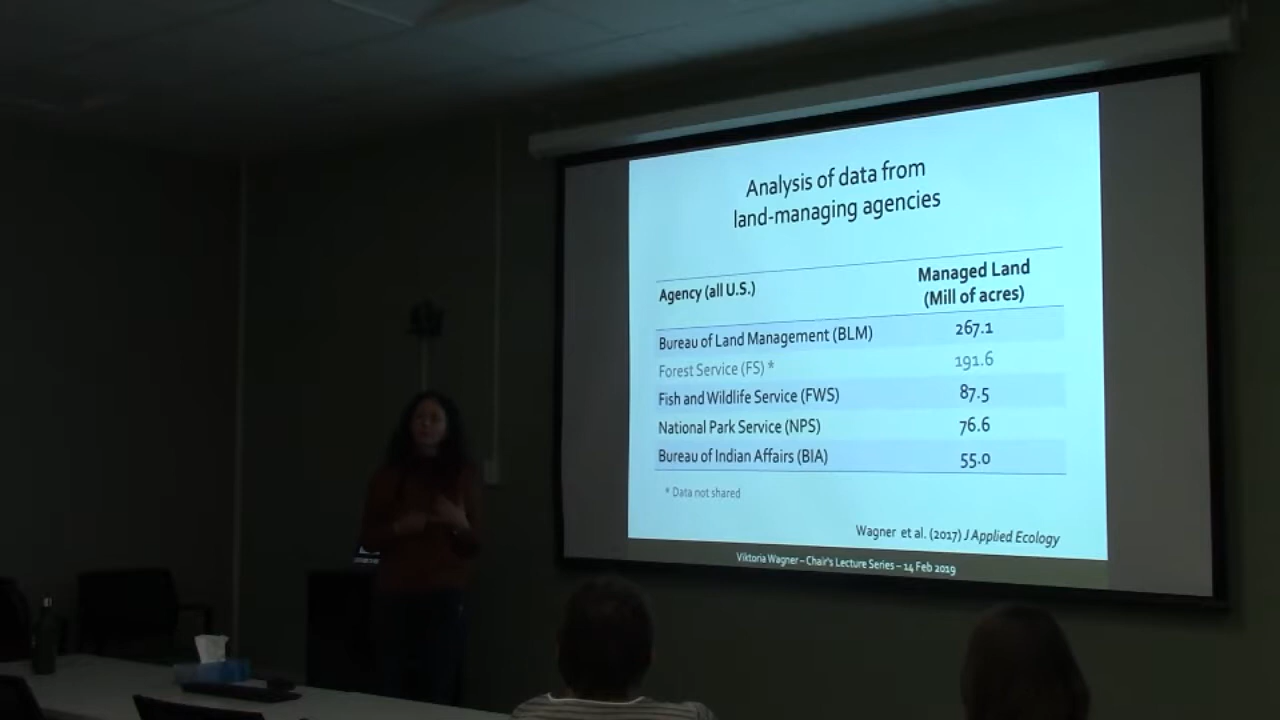 Analysis of data from
land-managing agencies
Agency (all U.S.)
Managed Land
(Mill of acres)
Bureau of Land Management (BLM) 267.1
Forest Service (FS) * 191.6
Fish and Wildlife Service (FWS) 87.5
National Park Service (NPS) 76.6
Bureau of Indian Affairs (BIA) 55.0
* Data not shared
Wagner et al. (2017) J Applied Ecology
Viktoria Wagner – Chair's Lecture Series – 14 Feb 2019